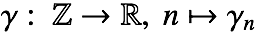 γ : ℤ → ℝ, n ↦ γₙ